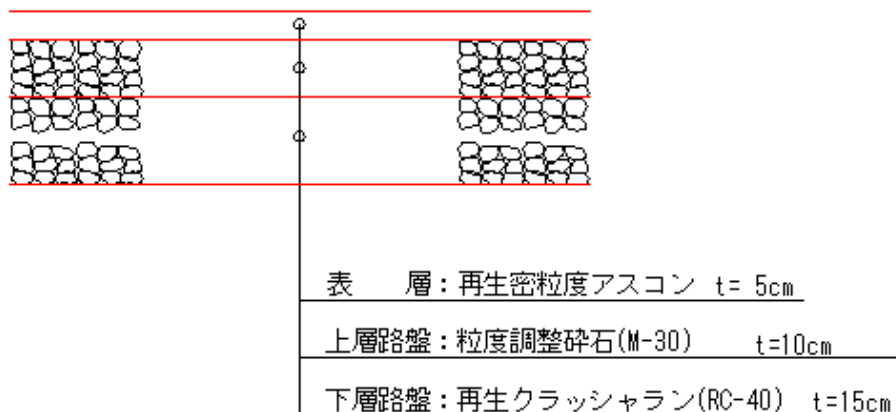 表　　層：再生密粒度アスコン t= 5cm
上層路盤：粒度調整砕石(M-30) t=10cm
下層路盤：再生クラッシャラン(RC-40) t=15cm